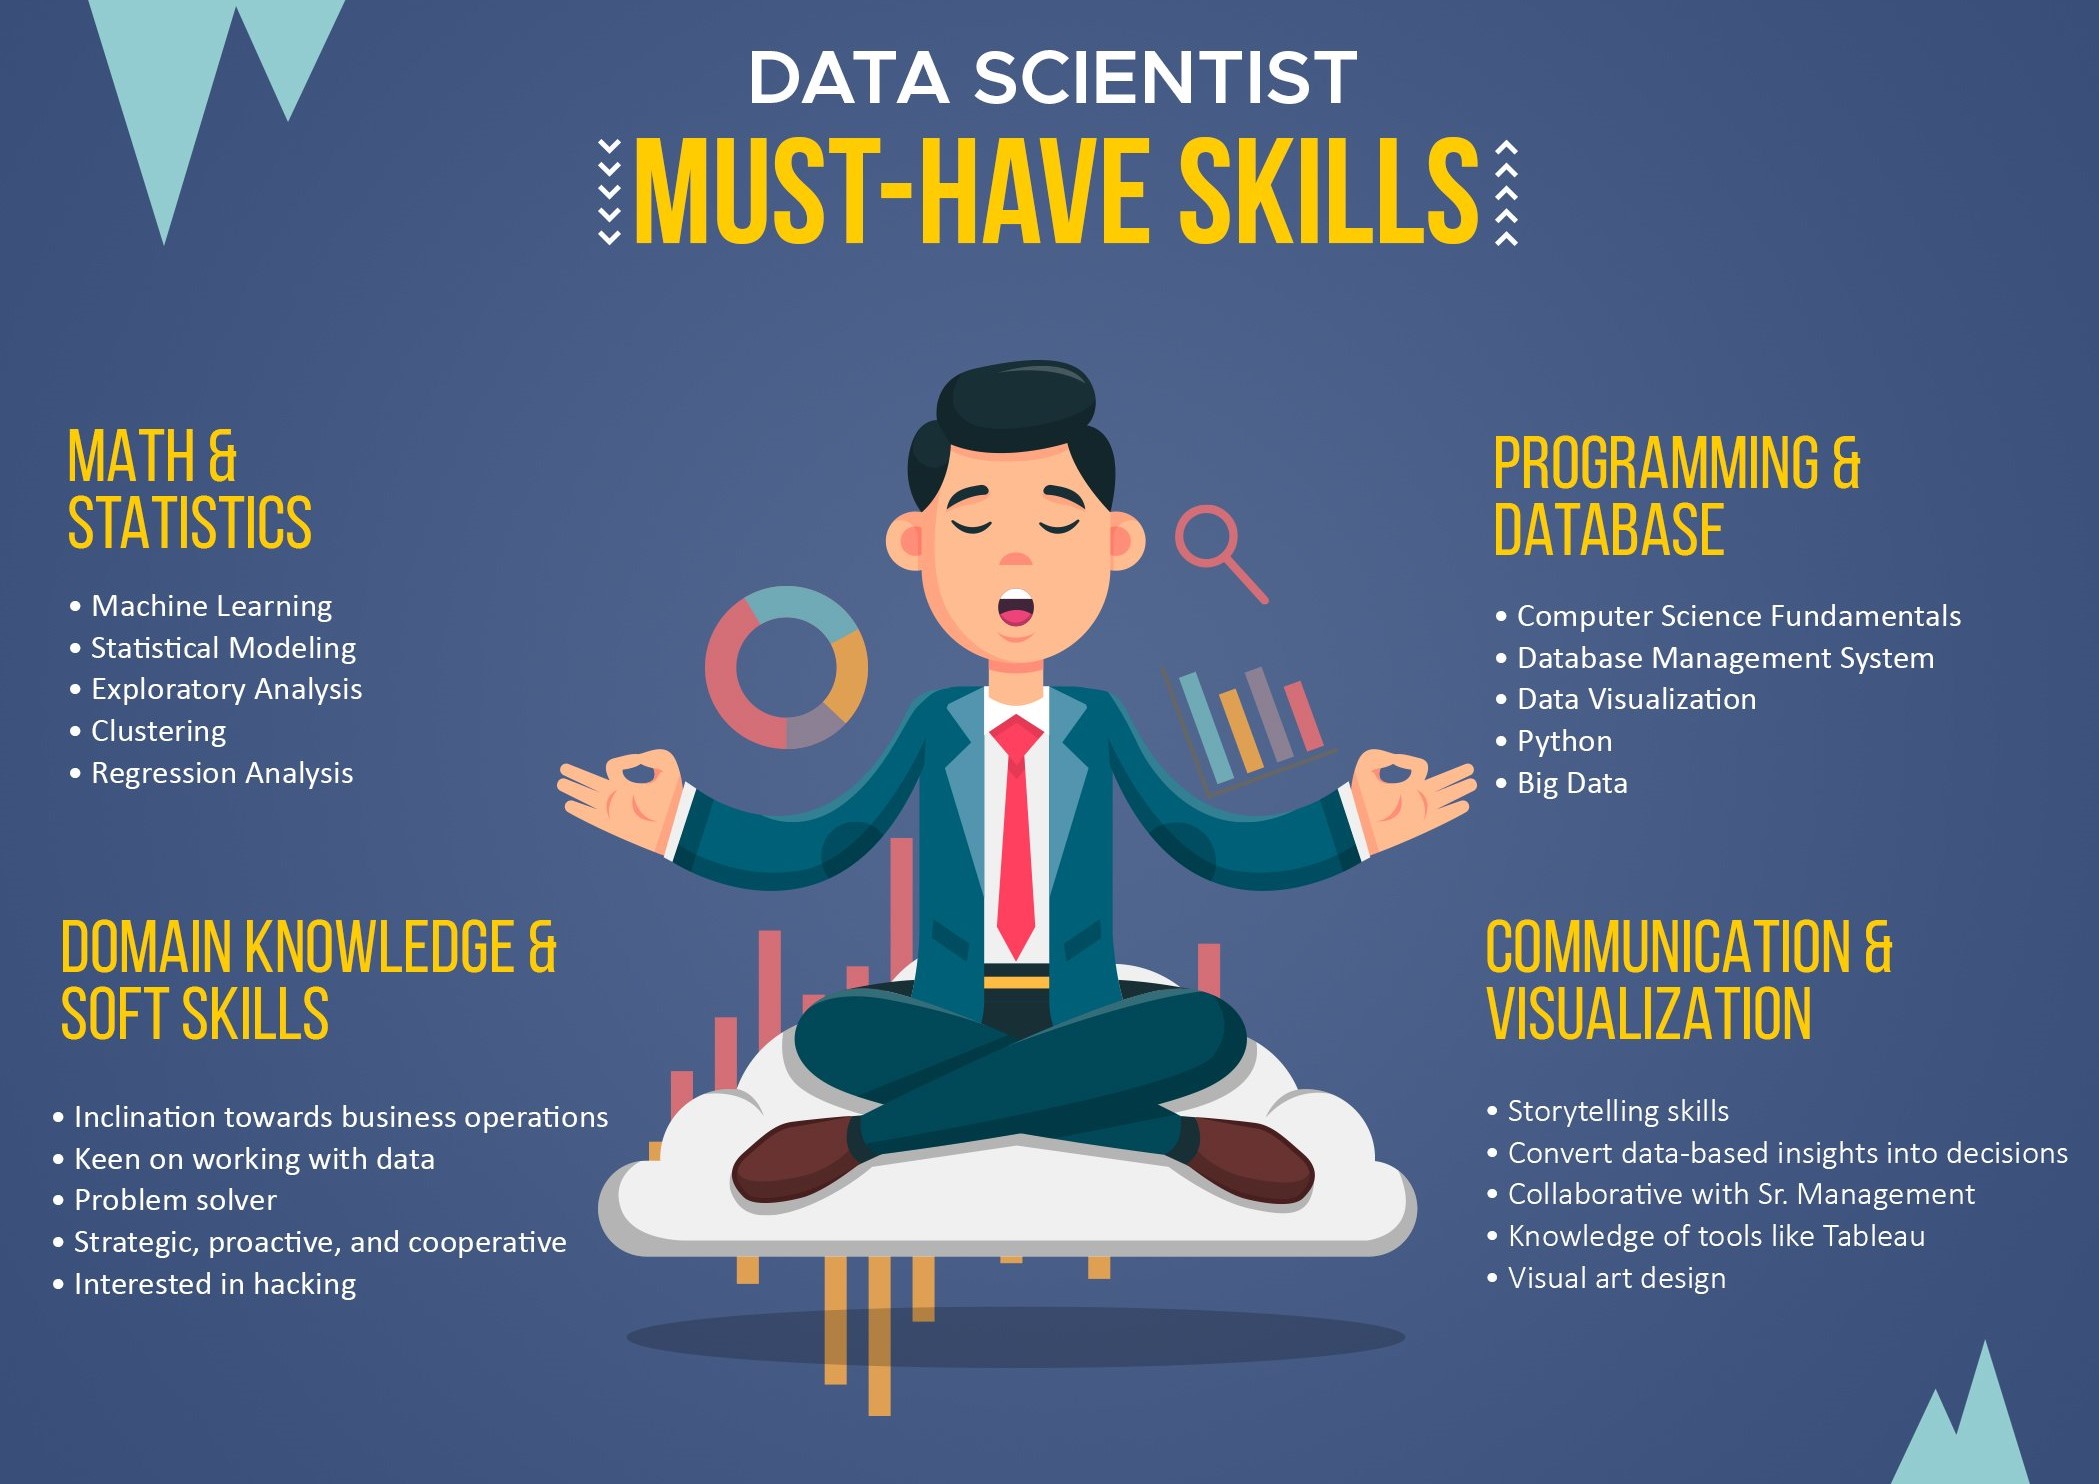 DATA SCIENTIST
MUST-HAVE SKILLS
MATH &
STATISTICS
• Machine Learning
• Statistical Modeling
• Exploratory Analysis
• Clustering
• Regression Analysis
PROGRAMMING &
DATABASE
• Computer Science Fundamentals
• Database Management System
• Data Visualization
• Python
• Big Data
DOMAIN KNOWLEDGE &
SOFT SKILLS
• Inclination towards business operations
• Keen on working with data
• Problem solver
• Strategic, proactive, and cooperative
• Interested in hacking
COMMUNICATION &
VISUALIZATION
• Storytelling skills
• Convert data-based insights into decisions
• Collaborative with Sr. Management
• Knowledge of tools like Tableau
• Visual art design